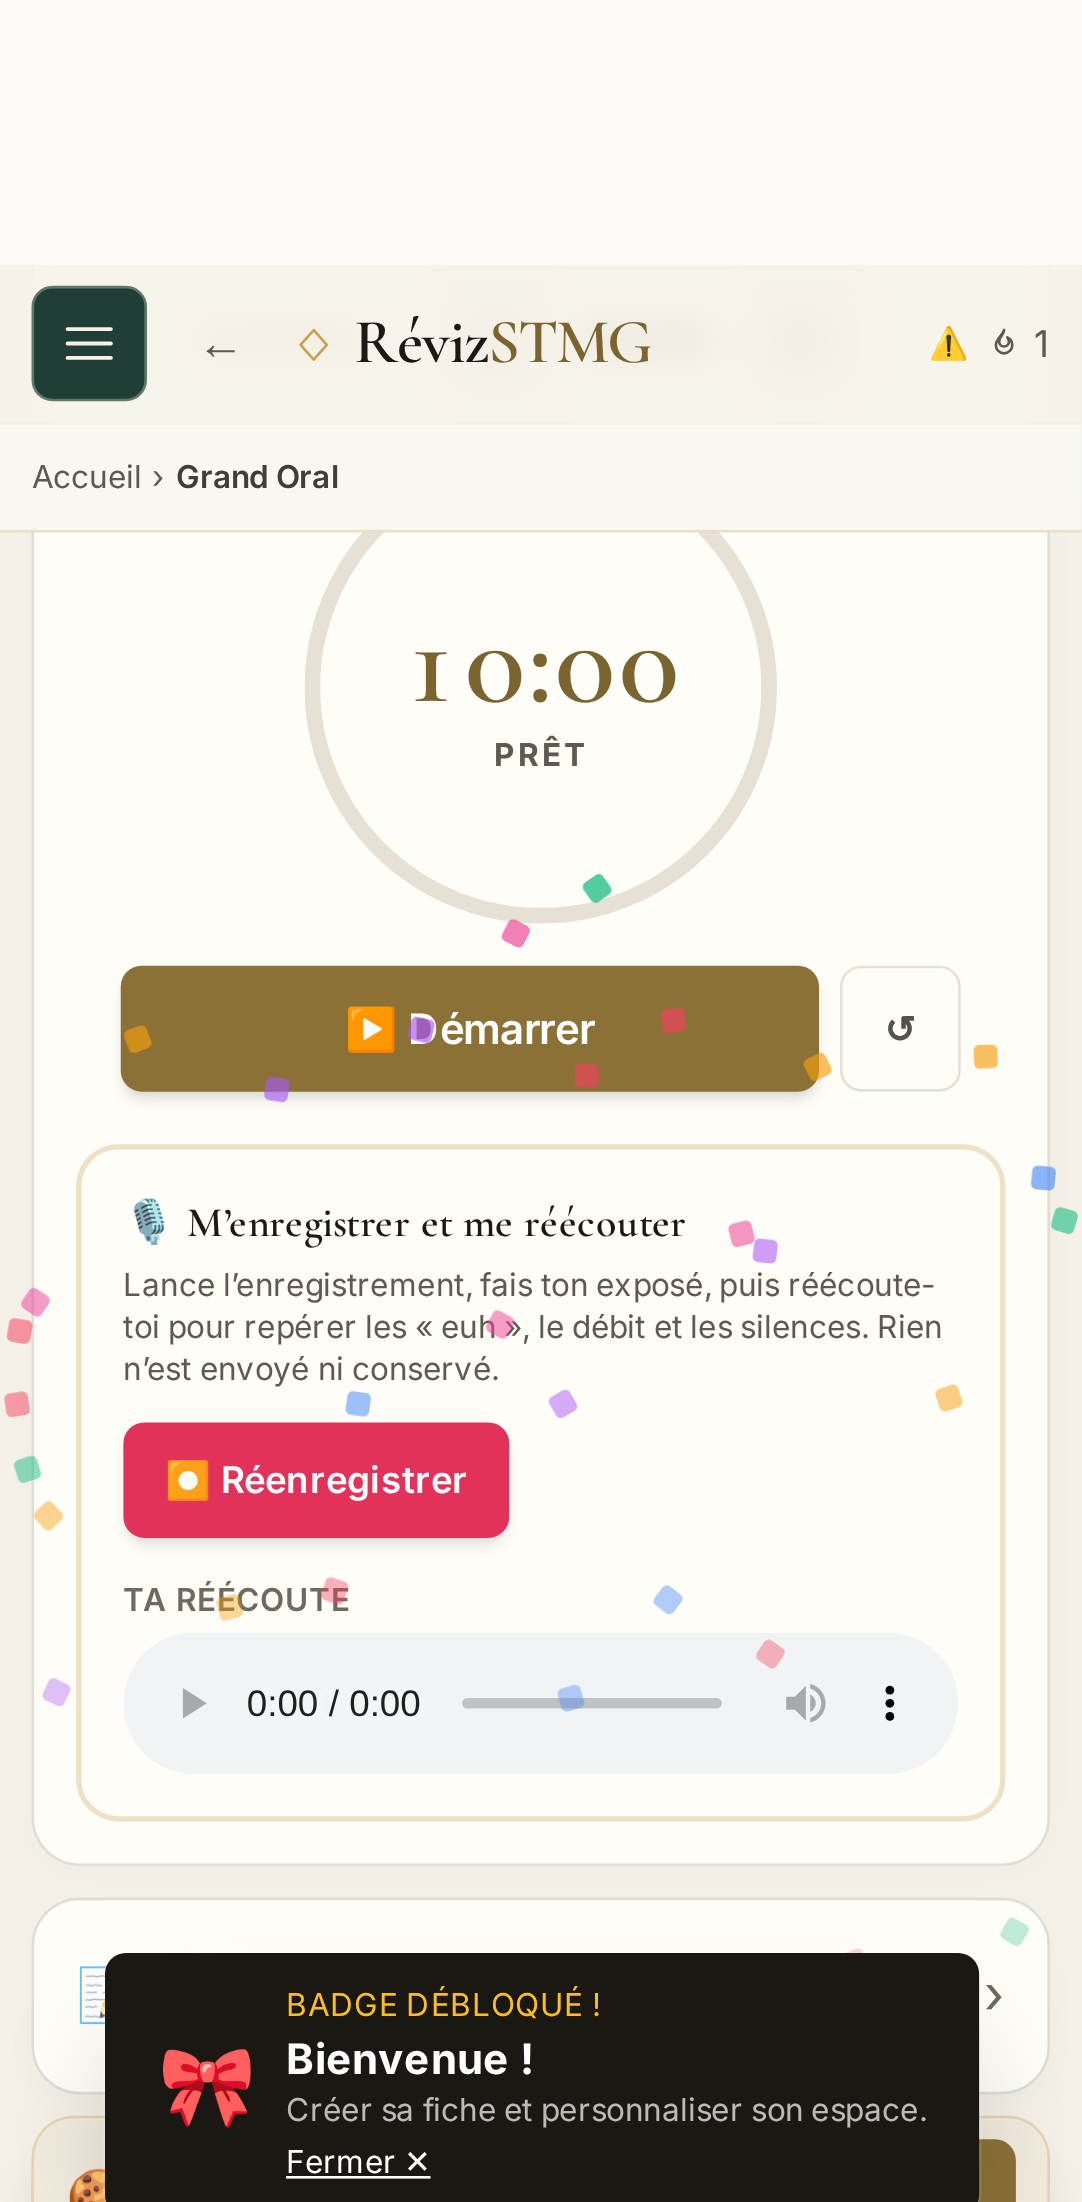 ← RévizSTMG 1
Accueil › Grand Oral
10:00
PRÊT
Démarrer ↺
M’enregistrer et me réécouter
Lance l’enregistrement, fais ton exposé, puis réécoute-
toi pour repérer les « euh », le débit et les silences. Rien
n’est envoyé ni conservé.
Réenregistrer
TA RÉÉCOUTE
0:00 / 0:00
›
BADGE DÉBLOQUÉ !
Bienvenue !
Créer sa fiche et personnaliser son espace.
Fermer ✕